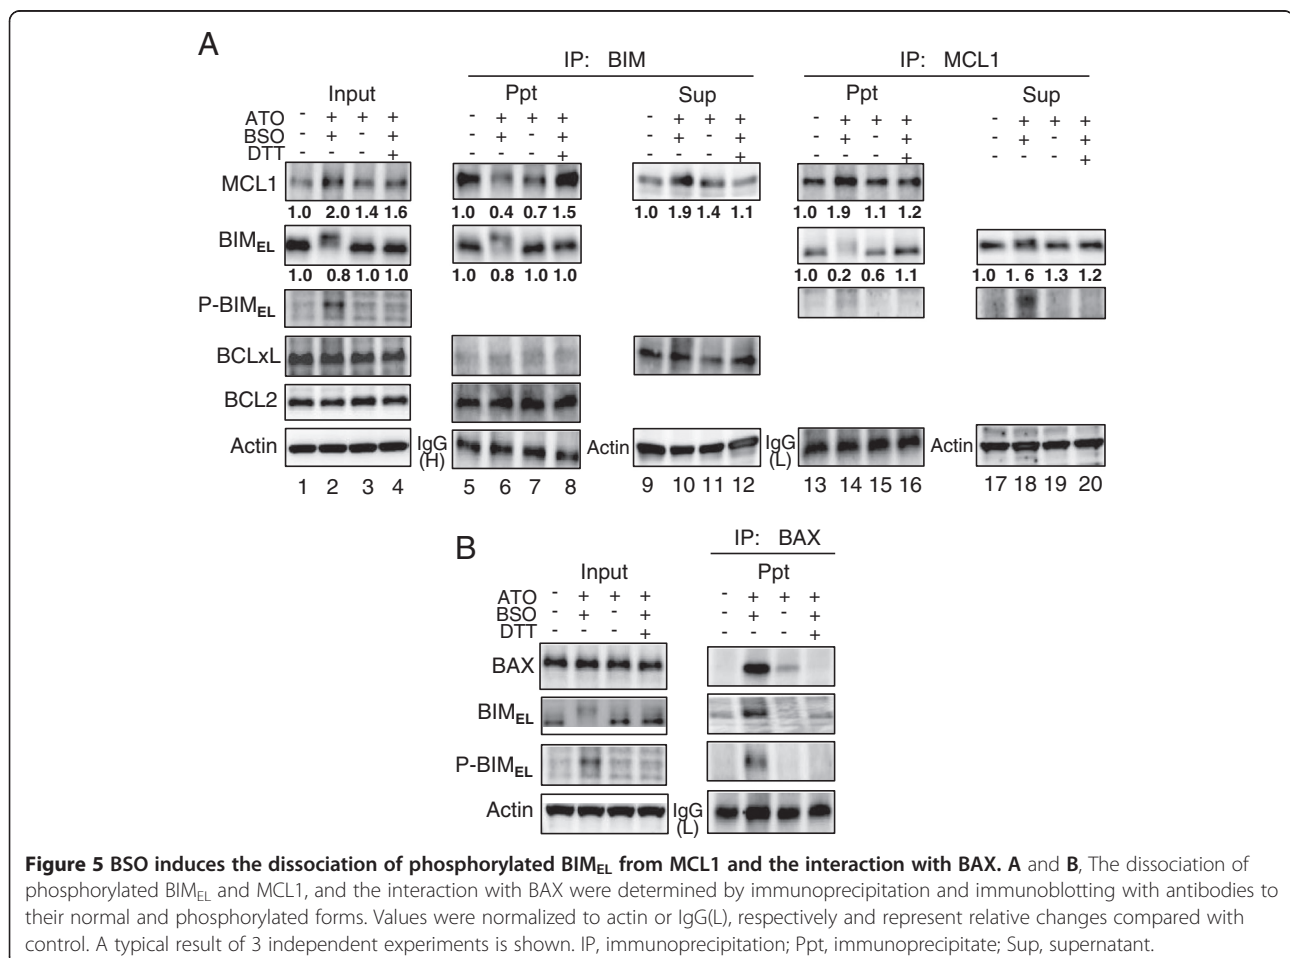 A
IP: BIM
IP: MCL1
Input
Ppt
Sup
Ppt
Sup
ATO - + + + - + + + - + + + - + + + - + + +
BSO - + - + - + - + - + - + - + - + - + - +
DTT - - - + - - - + - - - + - - - + - - - +
MCL1
1.0 2.0 1.4 1.6 1.0 0.4 0.7 1.5 1.0 1.9 1.4 1.1 1.0 1.9 1.1 1.2
BIMEL
1.0 0.8 1.0 1.0 1.0 0.8 1.0 1.0 1.0 0.2 0.6 1.1 1.0 1. 6 1.3 1.2
P-BIMEL
BCLxL
BCL2
Actin IgG (H) Actin IgG (L) Actin
1 2 3 4 5 6 7 8 9 10 11 12 13 14 15 16 17 18 19 20
B
IP: BAX
Input
Ppt
ATO - + + + - + + +
BSO - + - + - + - +
DTT - - - + - - - +
BAX
BIMEL
P-BIMEL
Actin IgG (L)
Figure 5 BSO induces the dissociation of phosphorylated BIMEL from MCL1 and the interaction with BAX. A and B, The dissociation of
phosphorylated BIMEL and MCL1, and the interaction with BAX were determined by immunoprecipitation and immunoblotting with antibodies to
their normal and phosphorylated forms. Values were normalized to actin or IgG(L), respectively and represent relative changes compared with
control. A typical result of 3 independent experiments is shown. IP, immunoprecipitation; Ppt, immunoprecipitate; Sup, supernatant.